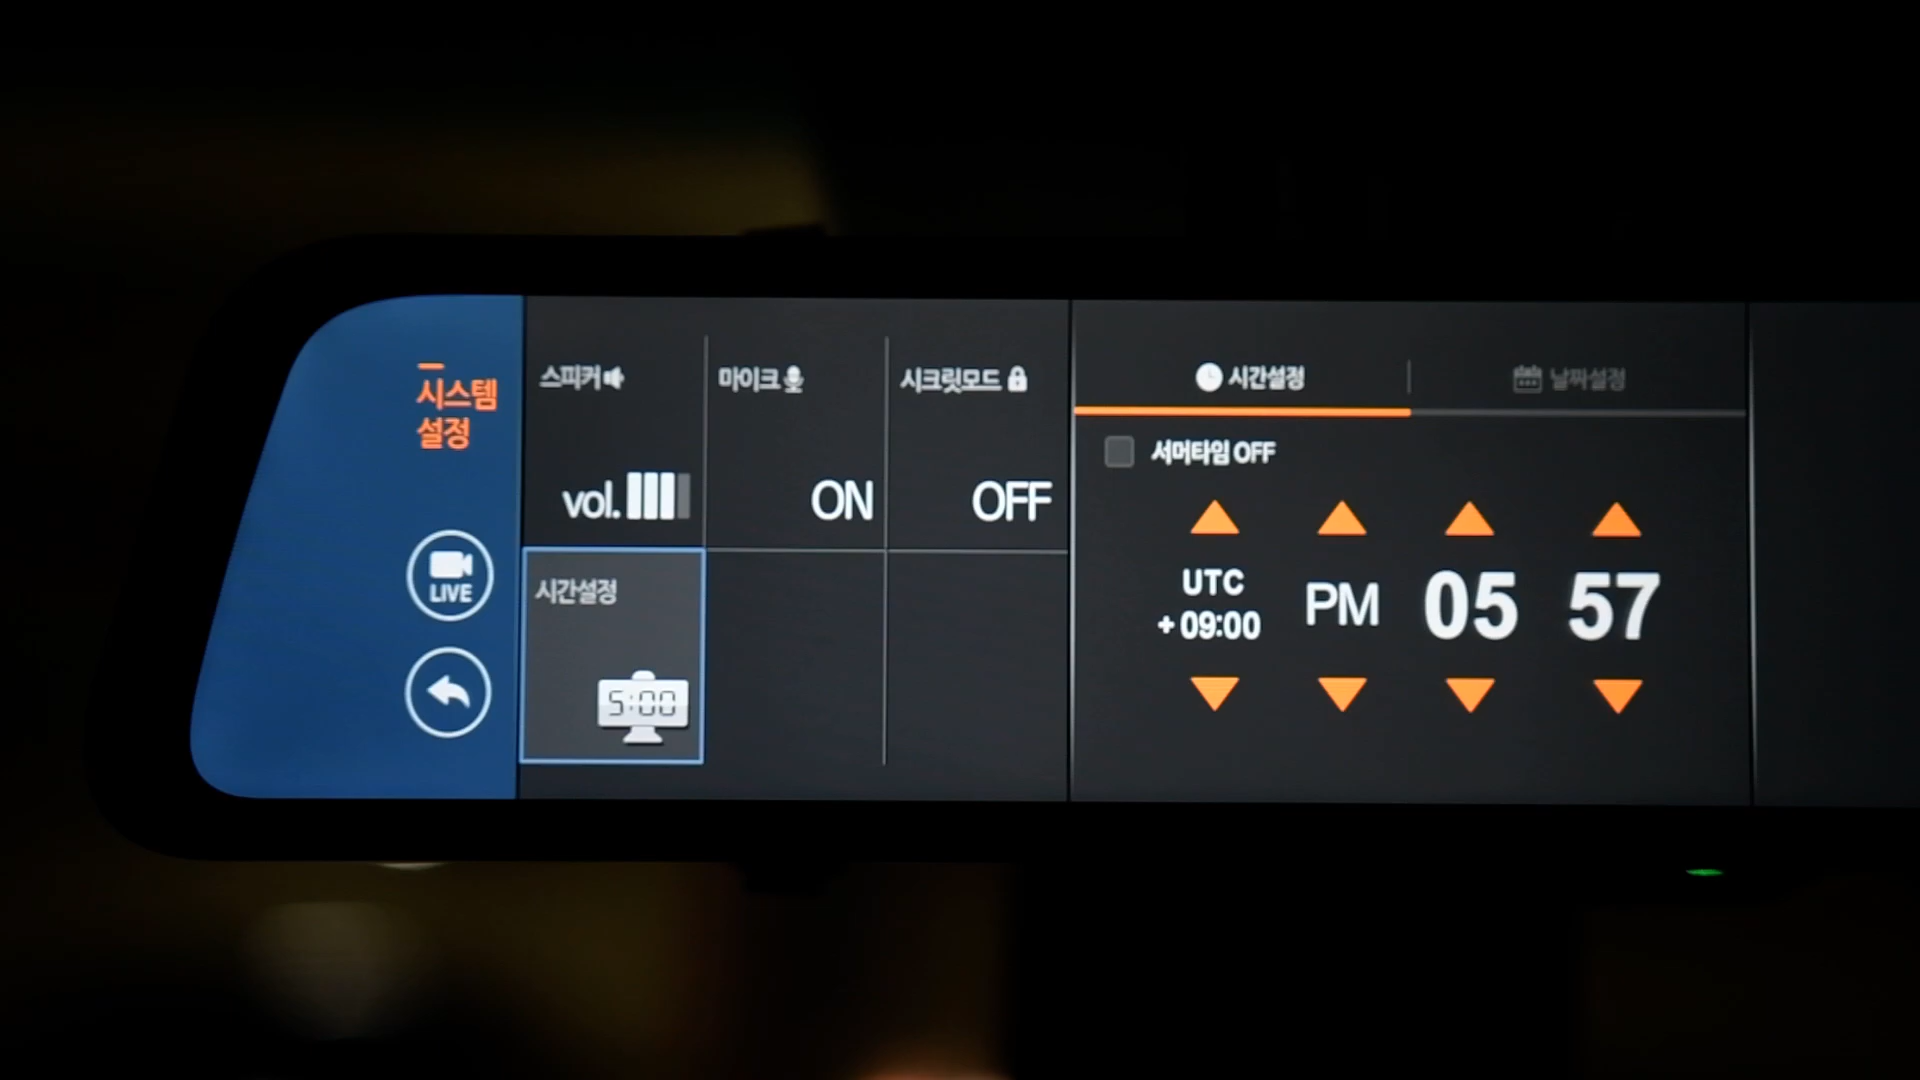 시스템
설정
LIVE
스피커
vol.
마이크
ON
시크릿모드
OFF
시간설정
5:00
시간설정
날짜설정
서머타임 OFF
UTC
+ 09:00
PM
05
57